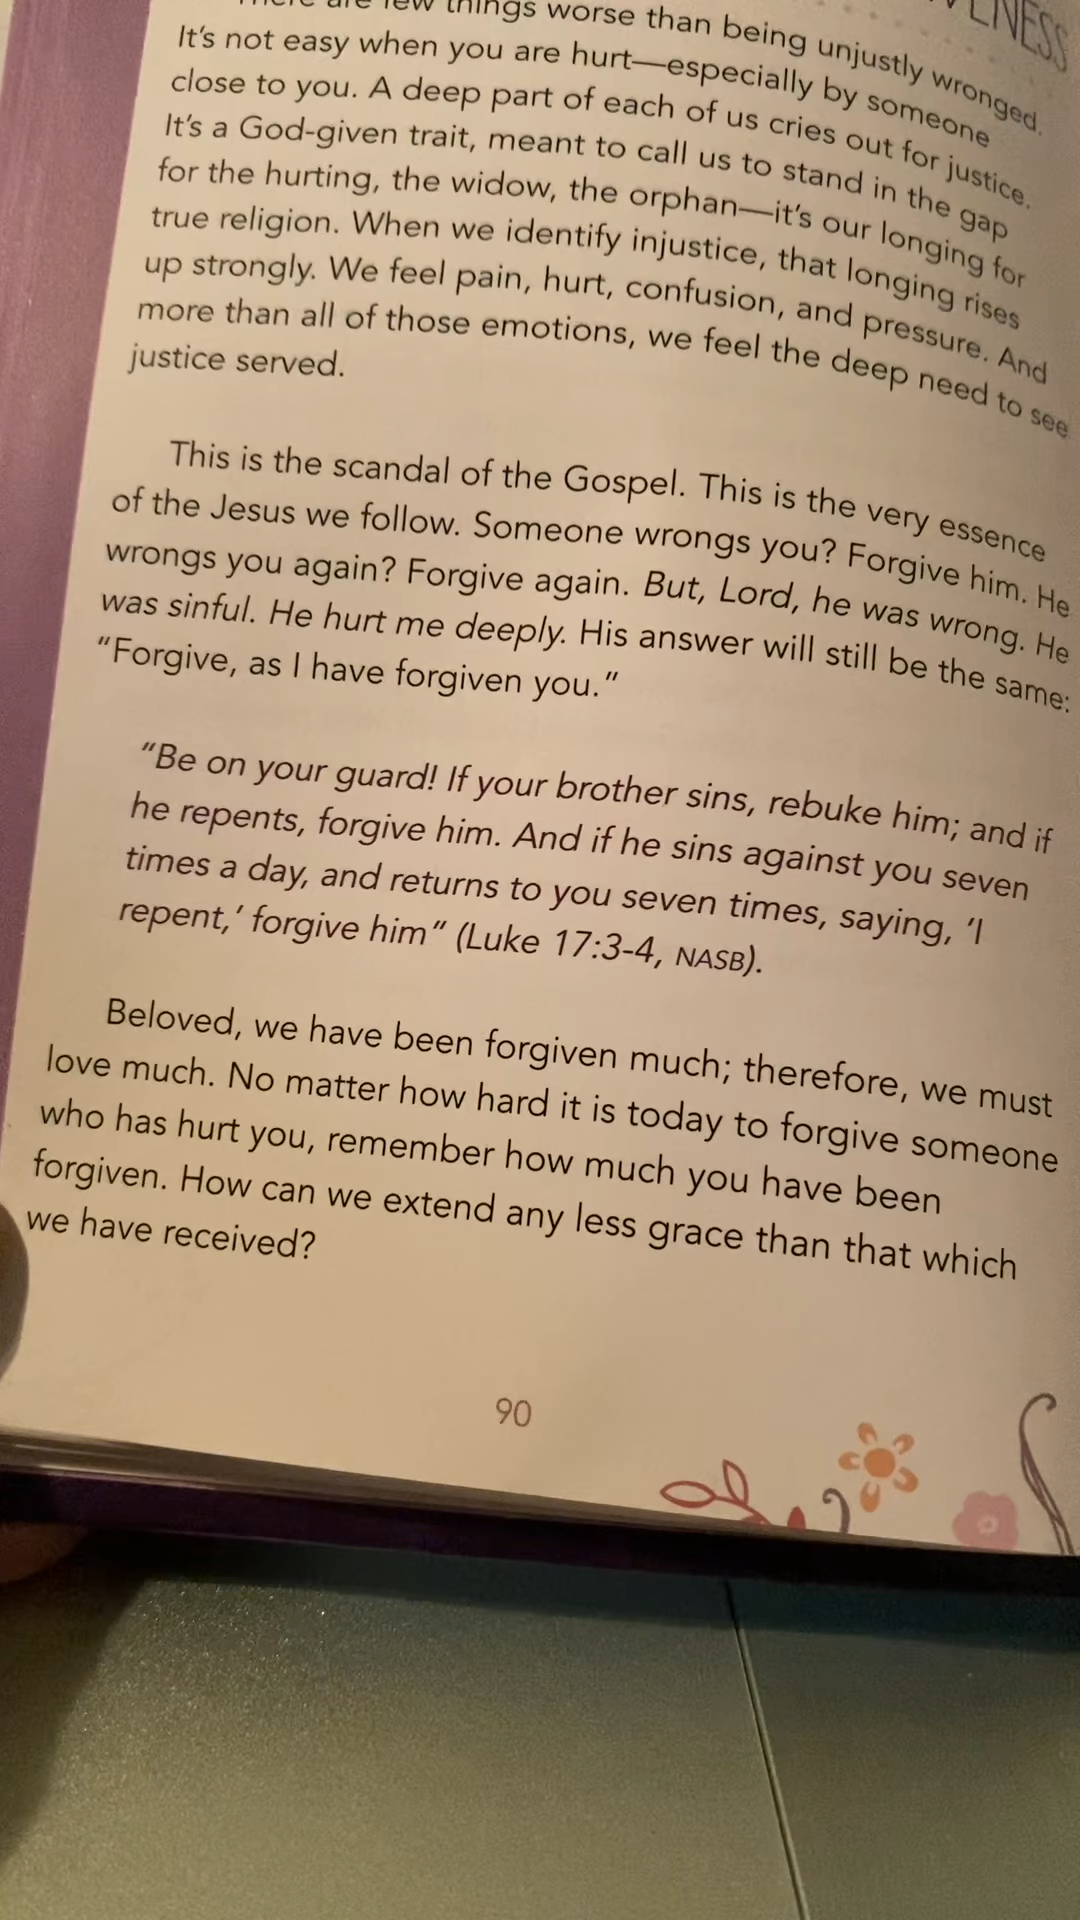 things worse than being unjustly wronged.
It's not easy when you are hurt—especially by someone
close to you. A deep part of each of us cries out for justice.
It's a God-given trait, meant to call us to stand in the gap
for the hurting, the widow, the orphan—it's our longing for
true religion. When we identify injustice, that longing rises
up strongly. We feel pain, hurt, confusion, and pressure. And
more than all of those emotions, we feel the deep need to see
justice served.
This is the scandal of the Gospel. This is the very essence
of the Jesus we follow. Someone wrongs you? Forgive him. He
wrongs you again? Forgive again. But, Lord, he was wrong. He
was sinful. He hurt me deeply. His answer will still be the same:
“Forgive, as I have forgiven you.”
“Be on your guard! If your brother sins, rebuke him; and if
he repents, forgive him. And if he sins against you seven
times a day, and returns to you seven times, saying, ‘I
repent,’ forgive him” (Luke 17:3-4, NASB).
Beloved, we have been forgiven much; therefore, we must
love much. No matter how hard it is today to forgive someone
who has hurt you, remember how much you have been
forgiven. How can we extend any less grace than that which
we have received?
90